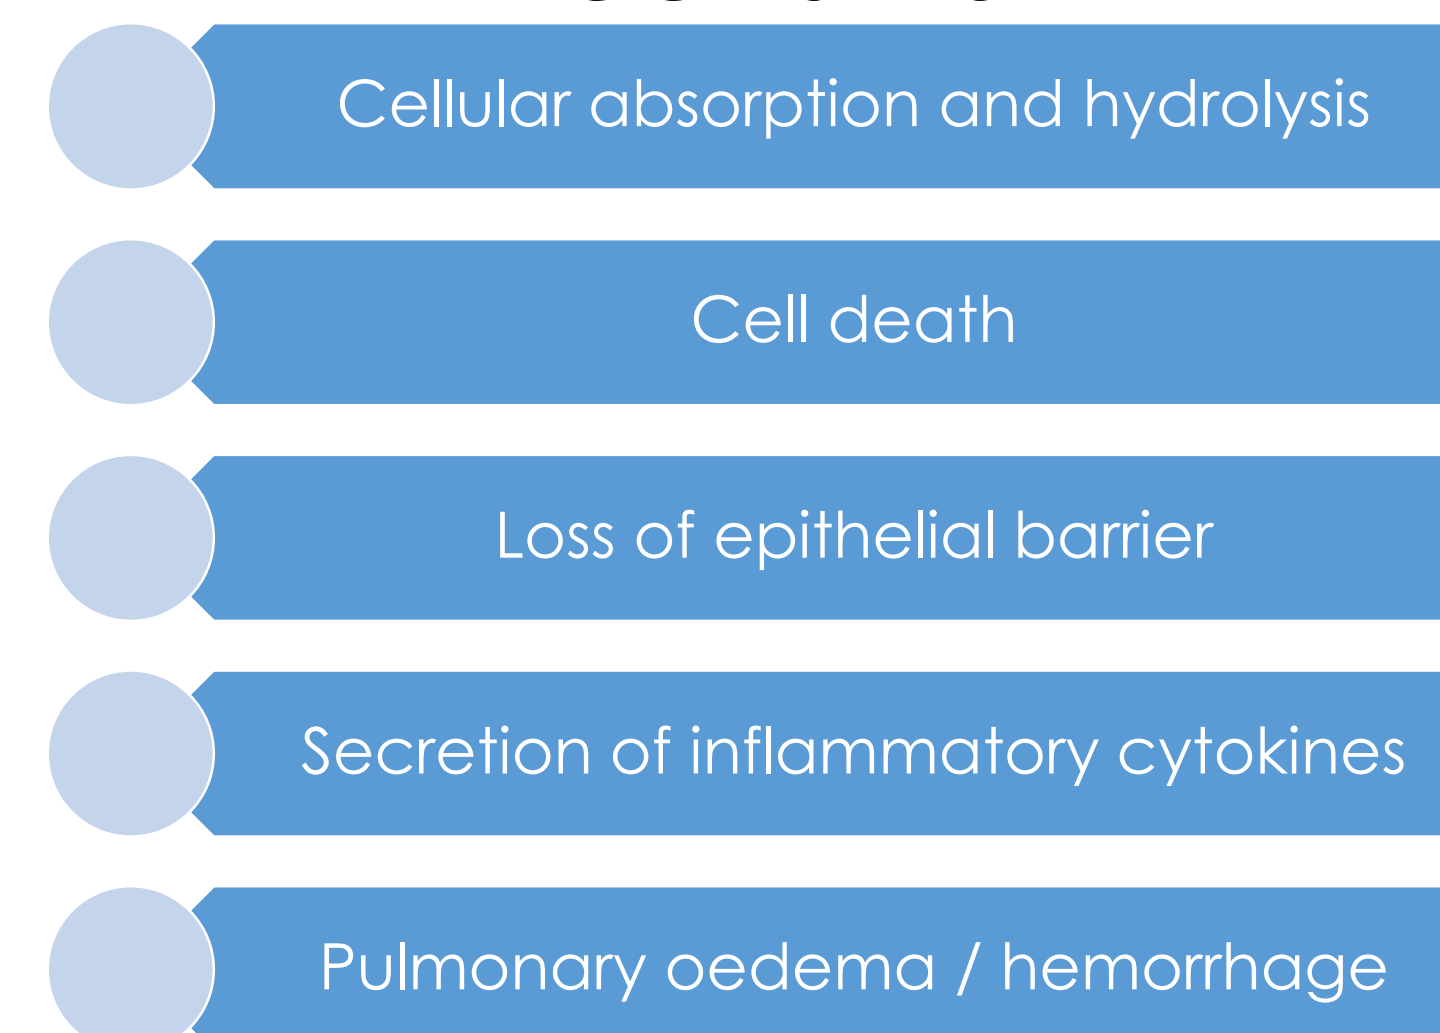 Cellular absorption and hydrolysis
Cell death
Loss of epithelial barrier
Secretion of inflammatory cytokines
Pulmonary oedema / hemorrhage